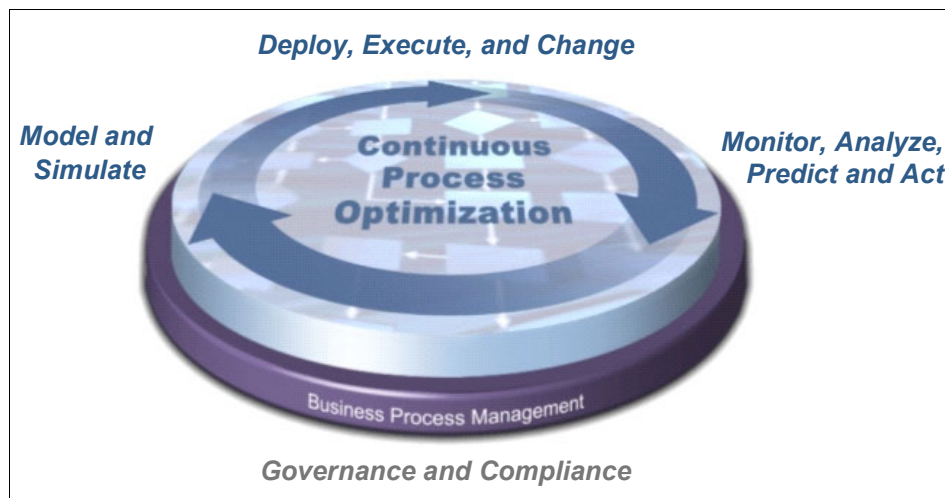 Deploy, Execute, and Change
Model and
Simulate
Monitor, Analyze,
Predict and Act
Continuous
Process
Optimization
Business Process Management
Governance and Compliance